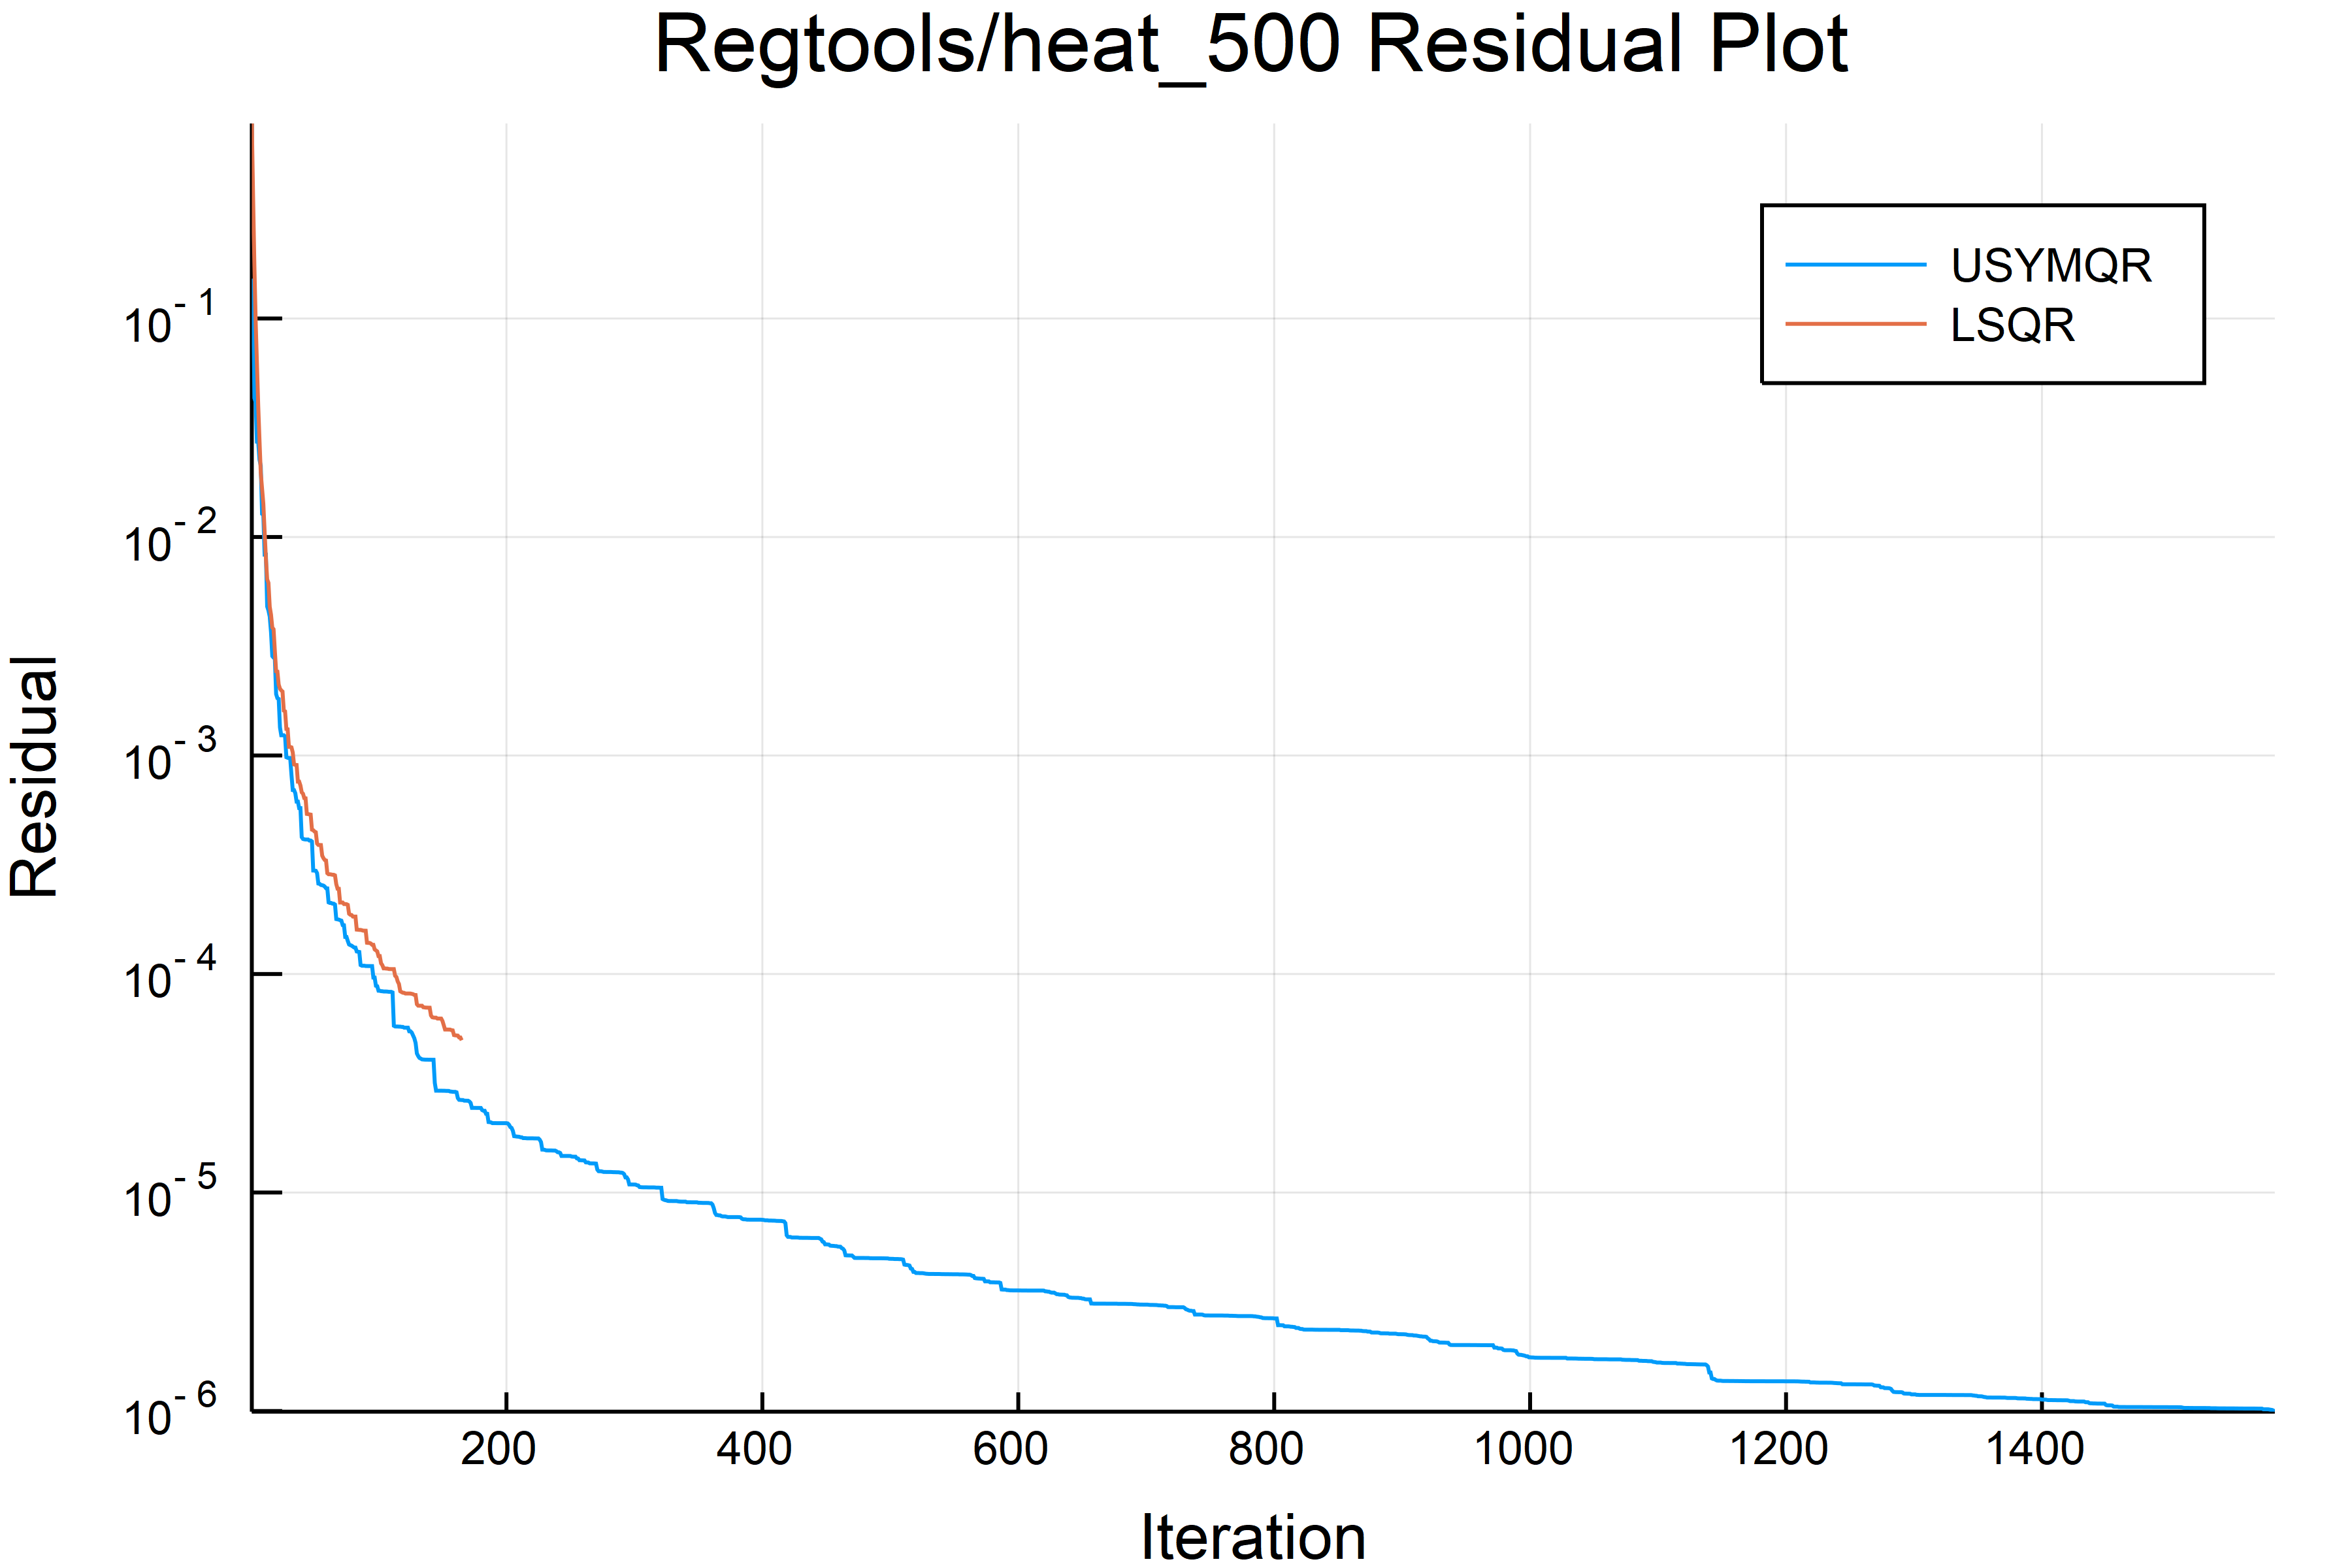 Regtools/heat_500 Residual Plot
USYMQR
LSQR
Residual
10^-1
10^-2
10^-3
10^-4
10^-5
10^-6
200 400 600 800 1000 1200 1400
Iteration